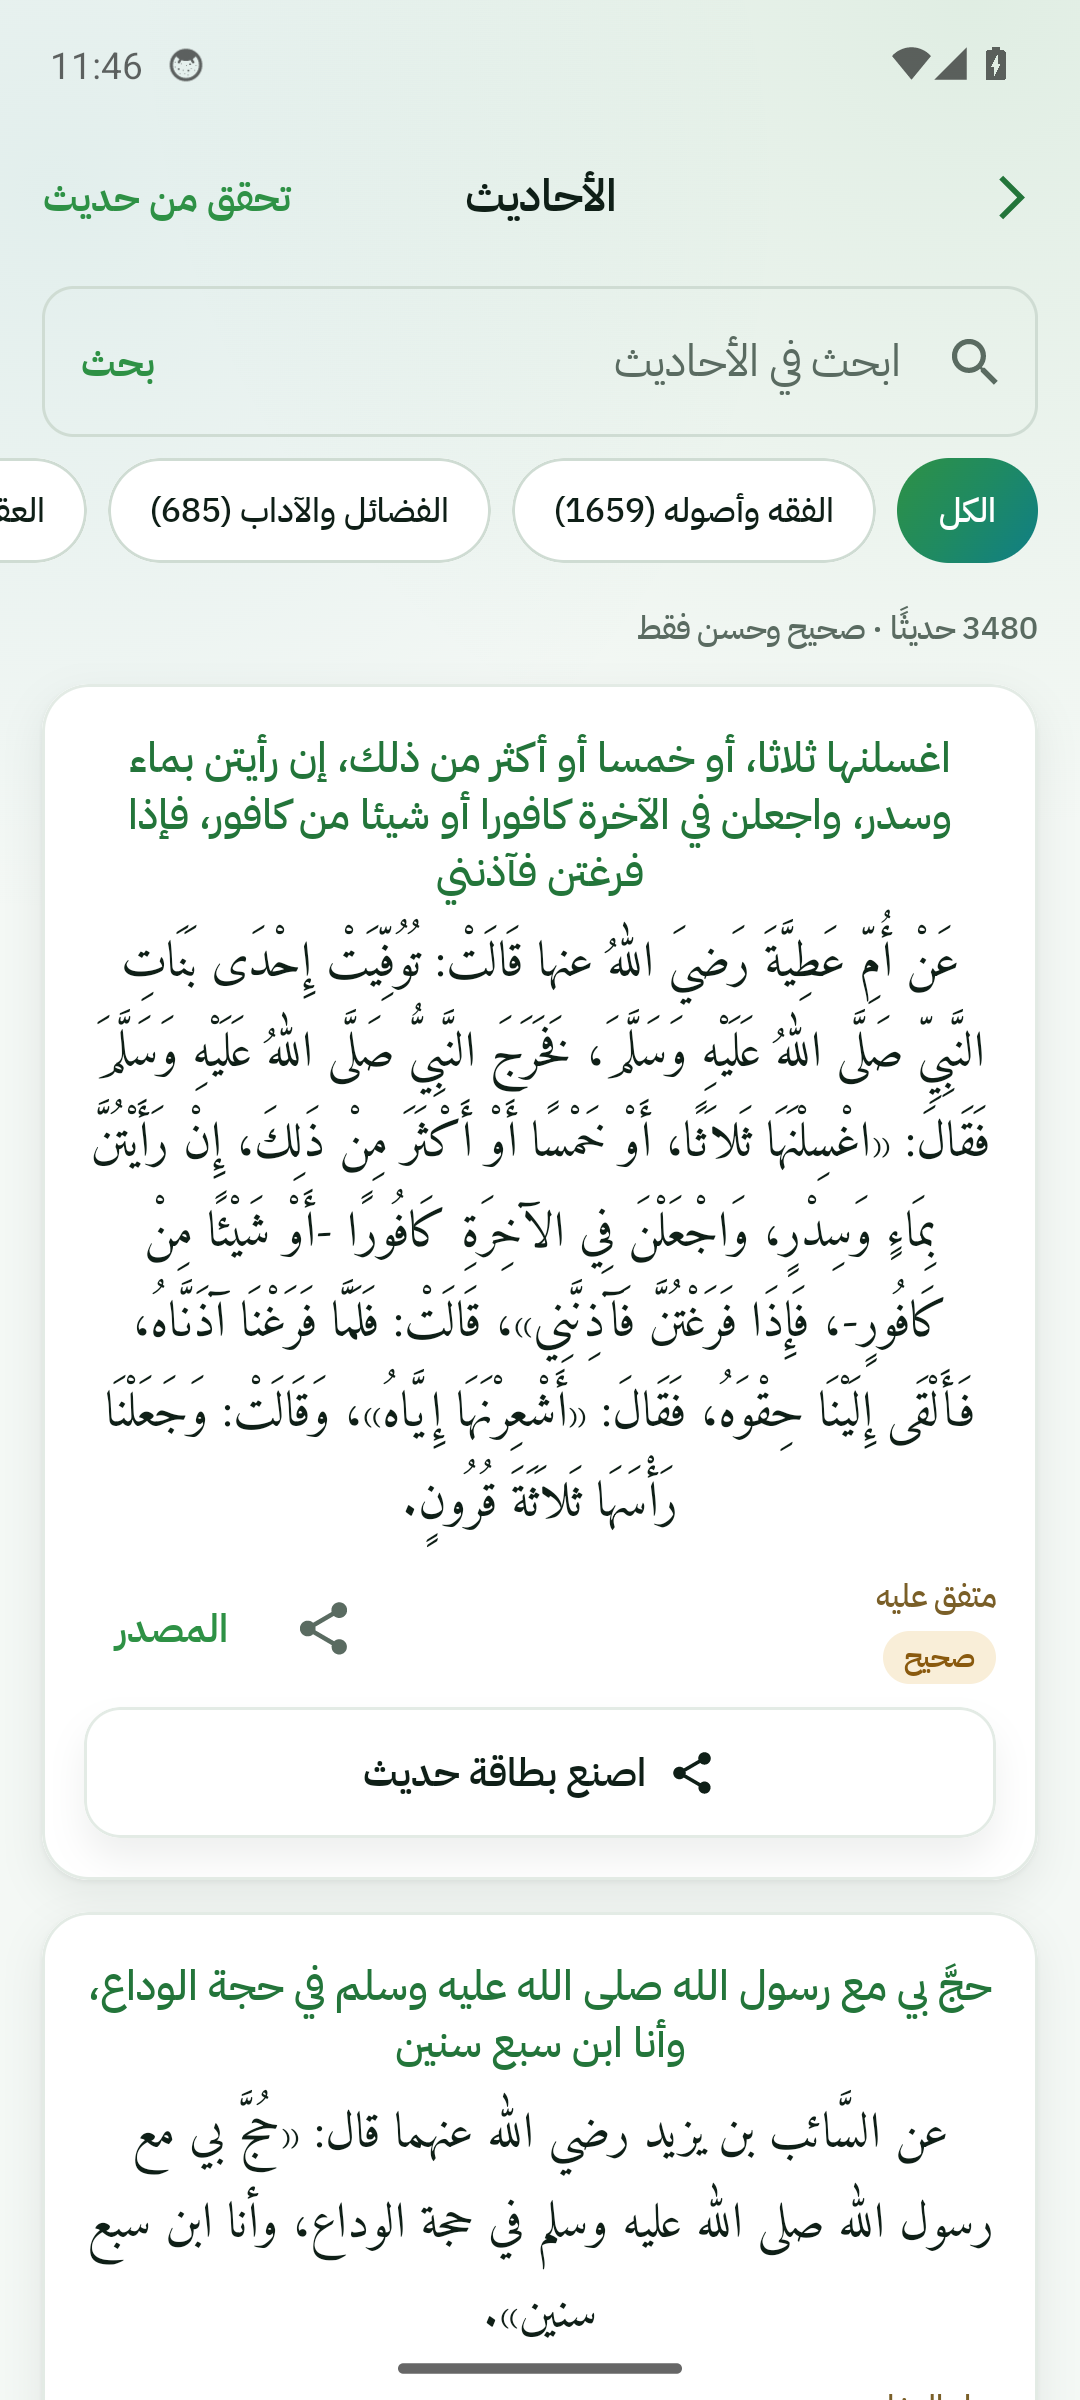 11:46
الأحاديث
تحقق من حديث
ابحث في الأحاديث
بحث
الكل
الفقه وأصوله (1659)
الفضائل والآداب (685)
3480 حديثًا · صحيح وحسن فقط
اغسلنها ثلاثا، أو خمسا أو أكثر من ذلك، إن رأيتن بماء
وسدر، واجعلن في الآخرة كافورا أو شيئا من كافور، فإذا
فرغتن فآذنني
عَنْ أُمِّ عَطِيَّةَ رَضيَ اللهُ عنها قَالَتْ: تُوُفِّيَتْ إِحْدَى بَنَاتِ
النَّبِيِّ صَلَّى اللهُ عَلَيْهِ وَسَلَّمَ، فَخَرَجَ النَّبِيُّ صَلَّى اللهُ عَلَيْهِ وَسَلَّمَ
فَقَالَ: «اغْسِلْنَهَا ثَلاَثًا، أَوْ خَمْسًا أَوْ أَكْثَرَ مِنْ ذَلِكَ، إِنْ رَأَيْتُنَّ
بِمَاءٍ وَسِدْرٍ، وَاجْعَلْنَ فِي الآخِرَةِ كَافُورًا -أَوْ شَيْئًا مِنْ
كَافُورٍ-، فَإِذَا فَرَغْتُنَّ فَآذِنَّنِي»، قَالَتْ: فَلَمَّا فَرَغْنَا آذَنَّاهُ،
فَأَلْقَى إِلَيْنَا حِقْوَهُ، فَقَالَ: «أَشْعِرْنَهَا إِيَّاهُ»، وَقَالَتْ: وَجَعَلْنَا
رَأْسَهَا ثَلاَثَةَ قُرُونٍ.
متفق عليه
صحيح
المصدر
اصنع بطاقة حديث
حجَّ بي مع رسول الله صلى الله عليه وسلم في حجة الوداع،
وأنا ابن سبع سنين
عن السَّائب بن يزيد رضي الله عنهما قال: «حُجَّ بي مع
رسول الله صلى الله عليه وسلم في حجة الوداع، وأنا ابن سبع
سنين».